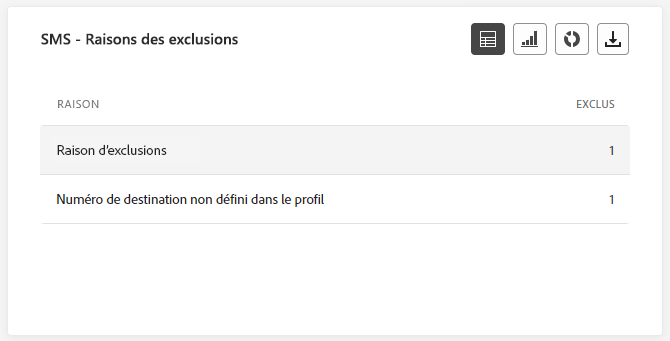 SMS - Raisons des exclusions
RAISON EXCLUS
Raison d'exclusions 1
Numéro de destination non défini dans le profil 1